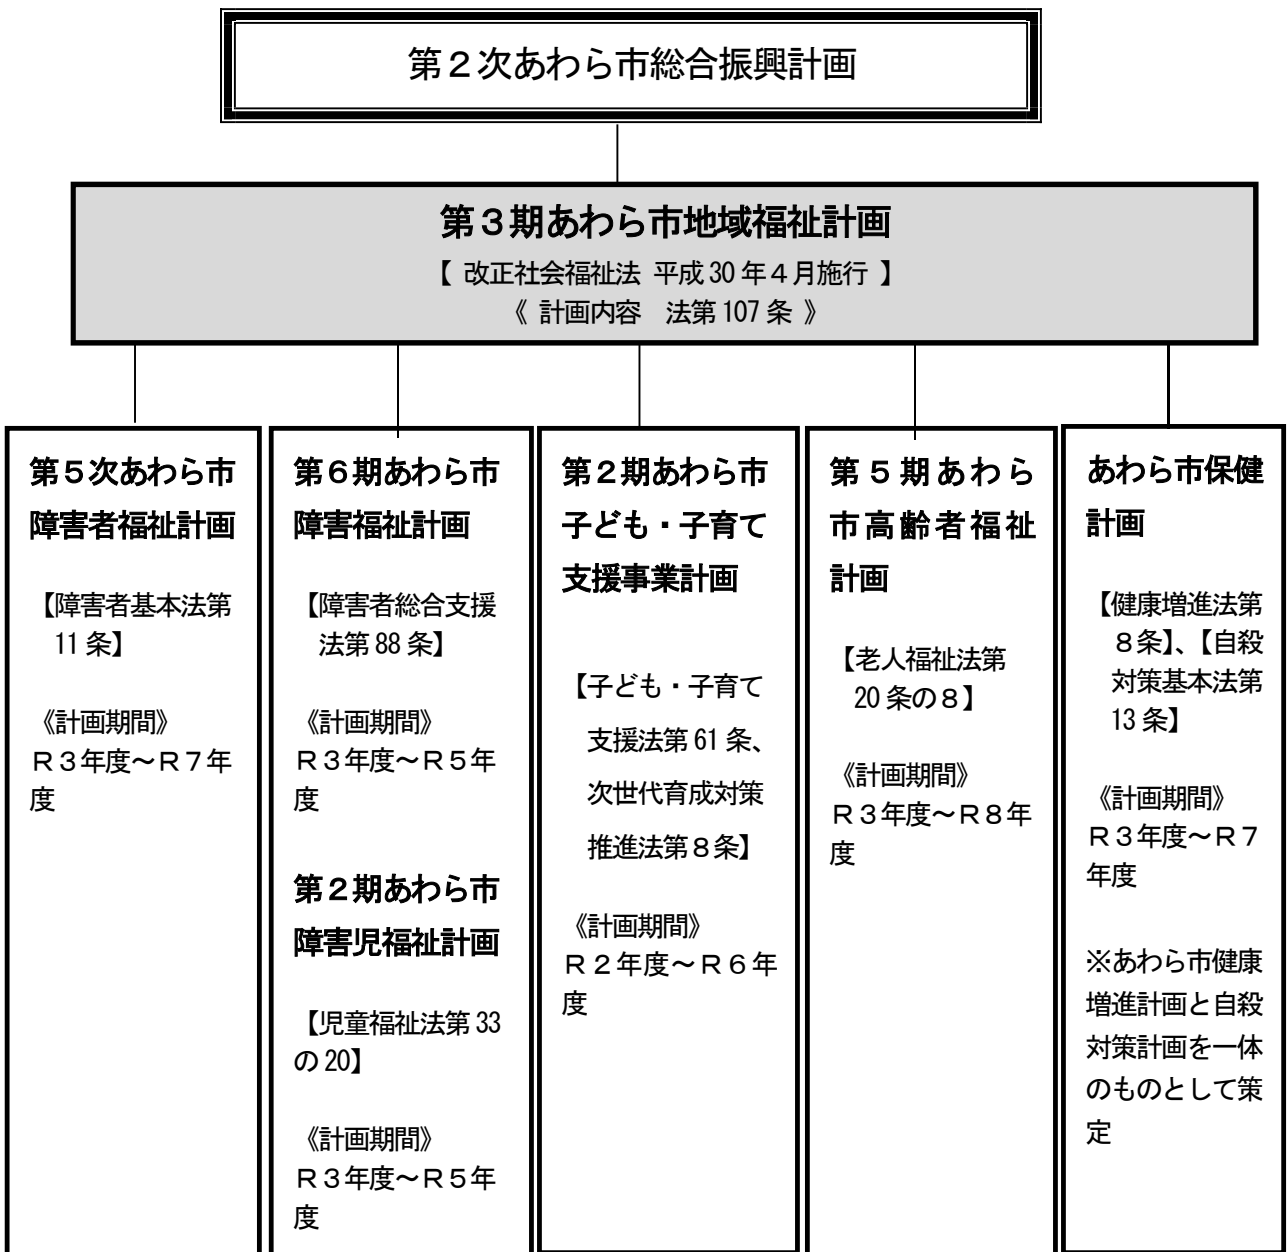 第２次あわら市総合振興計画
第３期あわら市地域福祉計画
【 改正社会福祉法 平成 30 年４月施行 】
《 計画内容　法第 107 条 》
第５次あわら市
障害者福祉計画
【障害者基本法第
11 条】
《計画期間》
Ｒ３年度～Ｒ７年
度
第６期あわら市
障害福祉計画
【障害者総合支援
法第 88 条】
《計画期間》
Ｒ３年度～Ｒ５年
度
第２期あわら市
障害児福祉計画
【児童福祉法第 33
の 20】
《計画期間》
Ｒ３年度～Ｒ５年
度
第２期あわら市
子ども・子育て
支援事業計画
【子ども・子育て
支援法第 61 条、
次世代育成対策
推進法第８条】
《計画期間》
Ｒ２年度～Ｒ６年
度
第５期あわら
市高齢者福祉
計画
【老人福祉法第
20 条の８】
《計画期間》
Ｒ３年度～Ｒ８年
度
あわら市保健
計画
【健康増進法第
８条】、【自殺
対策基本法第
13 条】
《計画期間》
Ｒ３年度～Ｒ７
年度
※あわら市健康
増進計画と自殺
対策計画を一体
のものとして策
定